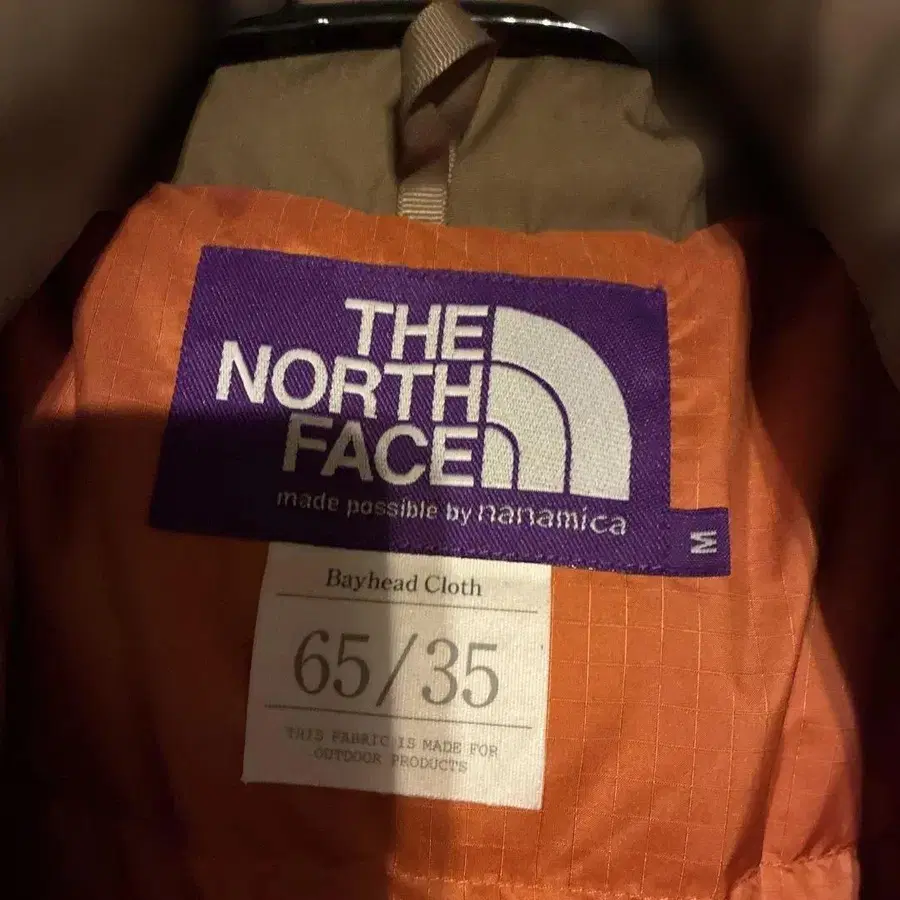 THE
NORTH
FACE
made possible by nanamica
M
Bayhead Cloth
65/35
THIS FABRIC IS MADE FOR
OUTDOOR PRODUCTS